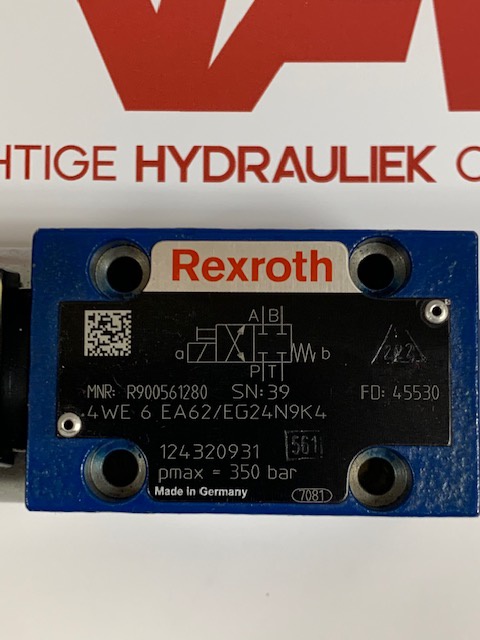 HTIGE HYDRAULIEK O
Rexroth
A B
a b
P T
2RZ
MNR: R900561280 SN: 39 FD: 45530
4WE 6 EA62/EG24N9K4
124320931 561
pmax = 350 bar
Made in Germany 7081